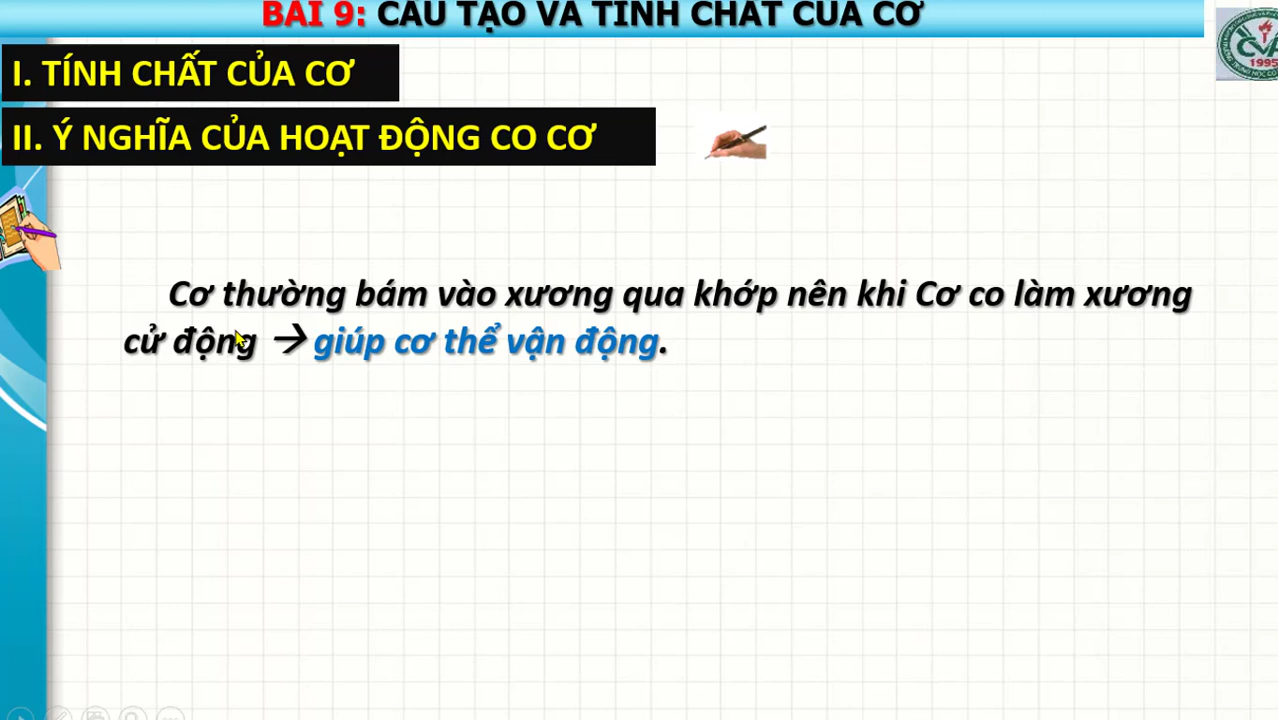 BÀI 9: CẤU TẠO VÀ TÍNH CHẤT CỦA CƠ
I. TÍNH CHẤT CỦA CƠ
II. Ý NGHĨA CỦA HOẠT ĐỘNG CO CƠ
Cơ thường bám vào xương qua khớp nên khi Cơ co làm xương
cử động → giúp cơ thể vận động.
CVA
1995